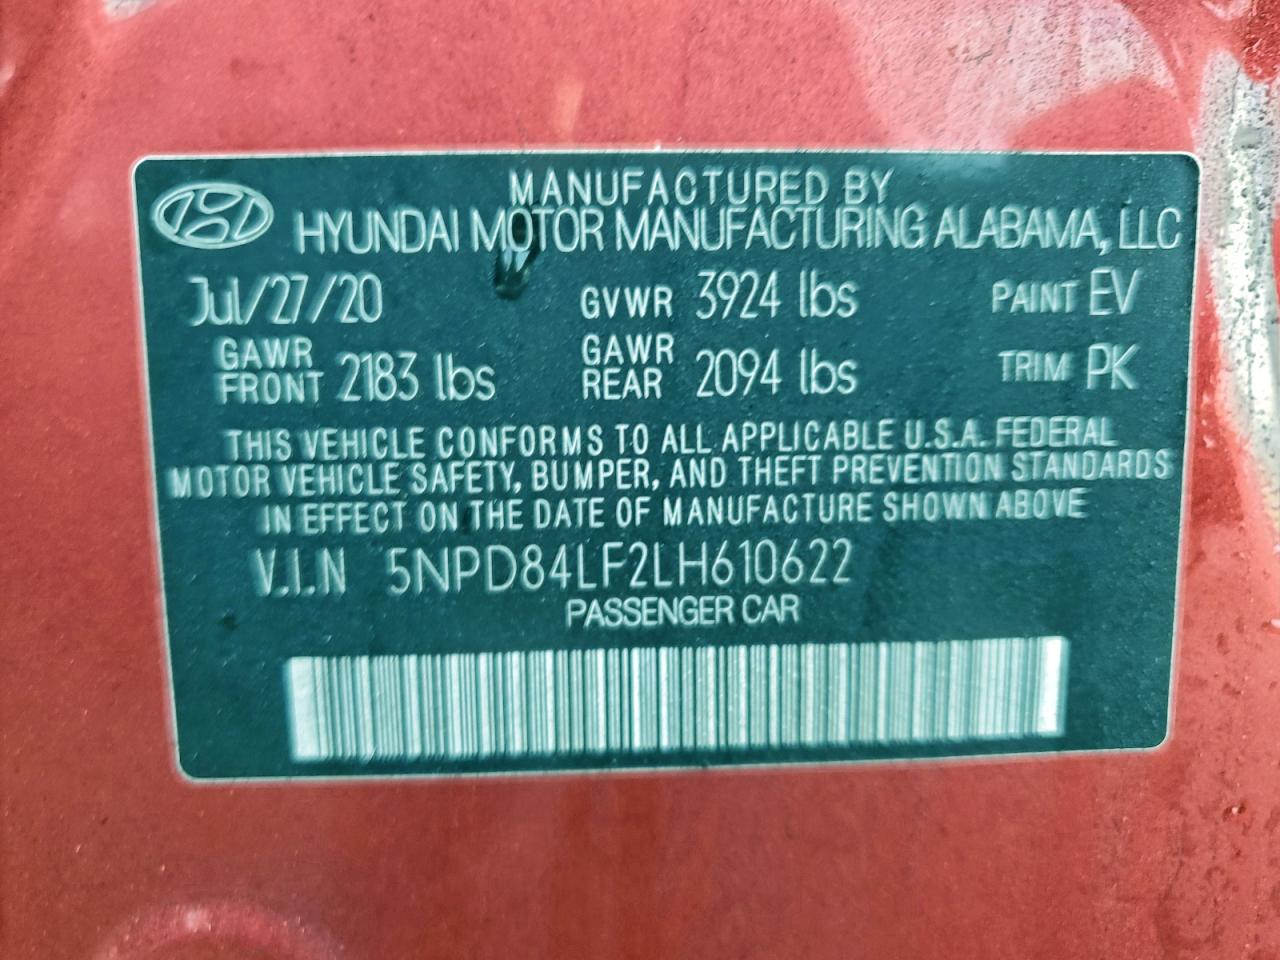 MANUFACTURED BY
HYUNDAI MOTOR MANUFACTURING ALABAMA, LLC
Jul/27/20 GVWR 3924 lbs PAINT EV
GAWR FRONT 2183 lbs GAWR REAR 2094 lbs TRIM PK
THIS VEHICLE CONFORMS TO ALL APPLICABLE U.S.A. FEDERAL
MOTOR VEHICLE SAFETY, BUMPER, AND THEFT PREVENTION STANDARDS
IN EFFECT ON THE DATE OF MANUFACTURE SHOWN ABOVE
V.I.N 5NPD84LF2LH610622
PASSENGER CAR